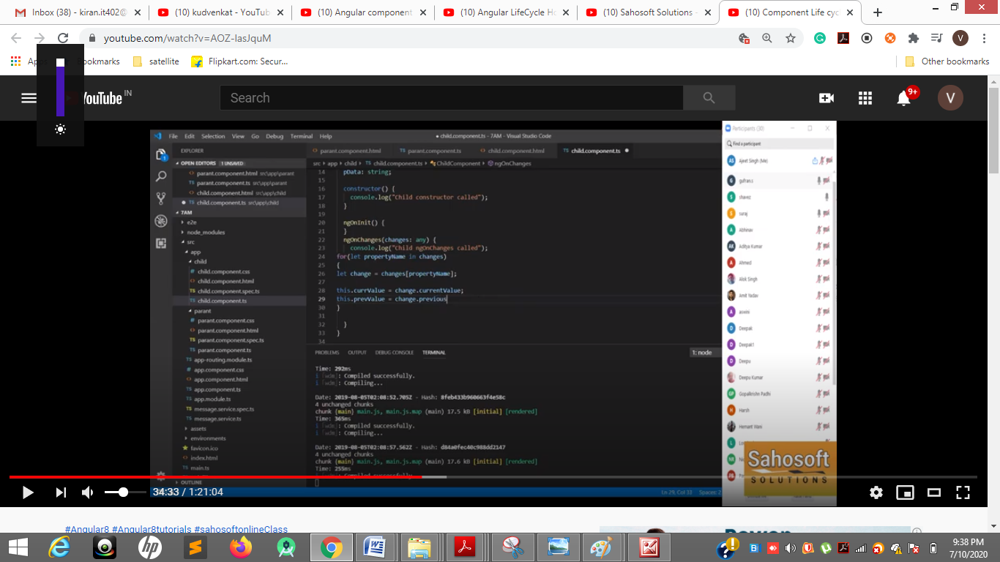 Inbox (38) - kiran.it402@
(10) kudvenkat - YouTub
(10) Angular component
(10) Angular LifeCycle Ho
(10) Sahosoft Solutions -
(10) Component Life cyc
youtube.com/watch?v=AOZ-lasJquM
V
Bookmarks
satellite
Flipkart.com: Secur...
Other bookmarks
YouTube IN
Search
9+
V
File Edit Selection View Go Debug Terminal Help
● child.component.ts - 7AM - Visual Studio Code
EXPLORER
OPEN EDITORS 1 UNSAVED
parant.component.html src\app\parant
parant.component.ts src\app\parant
child.component.html src\app\child
child.component.ts src\app\child
7AM
e2e
node_modules
src
app
child
child.component.css
child.component.html
child.component.spec.ts
child.component.ts
parant
parant.component.css
parant.component.html
parant.component.spec.ts
parant.component.ts
app-routing.module.ts
app.component.css
app.component.html
app.component.ts
app.module.ts
message.service.spec.ts
message.service.ts
assets
environments
favicon.ico
index.html
main.ts
OUTLINE
parant.component.html
parant.component.ts
child.component.html
child.component.ts
src › app › child › TS child.component.ts › ChildComponent › ngOnChanges
14 pData: string;
15
16 constructor() {
17 console.log("Child constructor called");
18 }
19
20 ngOnInit() {
21 }
22 ngOnChanges(changes: any) {
23 console.log("Child ngOnChanges called");
24 for(let propertyName in changes)
25 {
26 let change = changes[propertyName];
27
28 this.currValue = change.currentValue;
29 this.prevValue = change.previous
30 }
31
32 }
33 }
34
PROBLEMS OUTPUT DEBUG CONSOLE TERMINAL
1: node
Time: 292ms
i ｢wdm｣: Compiled successfully.
i ｢wdm｣: Compiling...
Date: 2019-08-05T02:08:52.705Z - Hash: 8feb433b960663f4e58c
4 unchanged chunks
chunk {main} main.js, main.js.map (main) 17.5 kB [initial] [rendered]
Time: 365ms
i ｢wdm｣: Compiled successfully.
i ｢wdm｣: Compiling...
Date: 2019-08-05T02:08:57.562Z - Hash: d84a0fec40c988dd2147
4 unchanged chunks
chunk {main} main.js, main.js.map (main) 17.6 kB [initial] [rendered]
Time: 255ms
Ln 29, Col 33 Spaces: 2
Participants (30)
Find a participant
AS Ajeet Singh (Me)
G gufran.s
S shavez
S suraj
A Abhinav
AK Aditya Kumar
A Ahmed
Alok Singh
Amit Yadav
A aswini
D Deepak
D Deepak1
D Deepu
Deepu Kumar
GP Gopalkrishn Padhi
H Harsh
Hemant Wani
L
Sahosoft
SOLUTIONS
34:33 / 1:21:04
#Angular8 #Angular8tutorials #sahosoftonlineClass
9:38 PM
7/10/2020